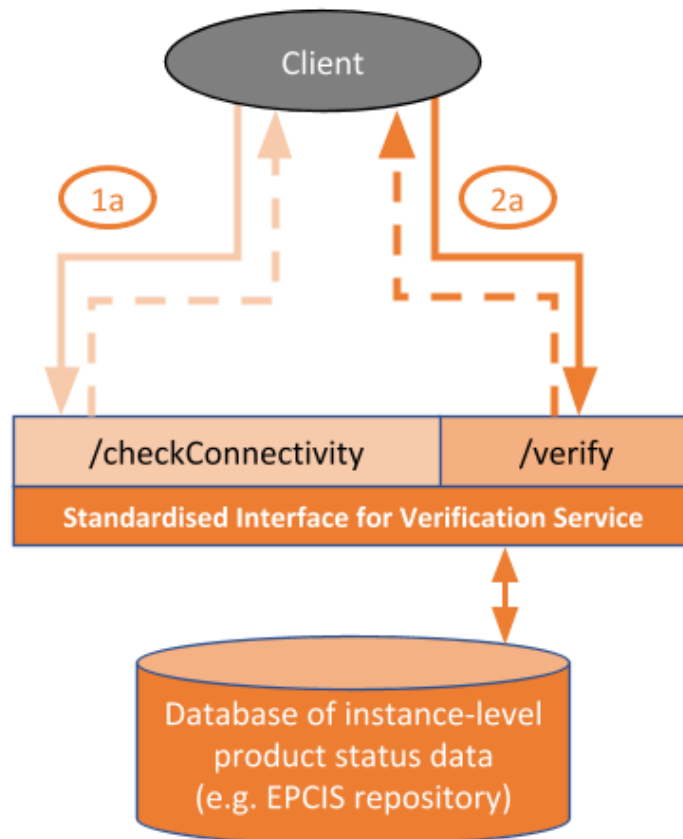 Client
1a
2a
/checkConnectivity
/verify
Standardised Interface for Verification Service
Database of instance-level
product status data
(e.g. EPCIS repository)